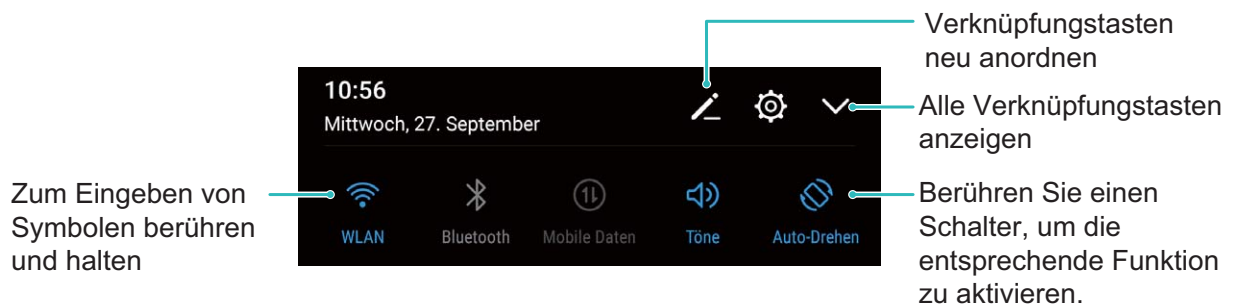 Verknüpfungstasten
neu anordnen
10:56
Mittwoch, 27. September
Alle Verknüpfungstasten
anzeigen
Zum Eingeben von
Symbolen berühren
und halten
WLAN
Bluetooth
Mobile Daten
Töne
Auto-Drehen
Berühren Sie einen
Schalter, um die
entsprechende Funktion
zu aktivieren.